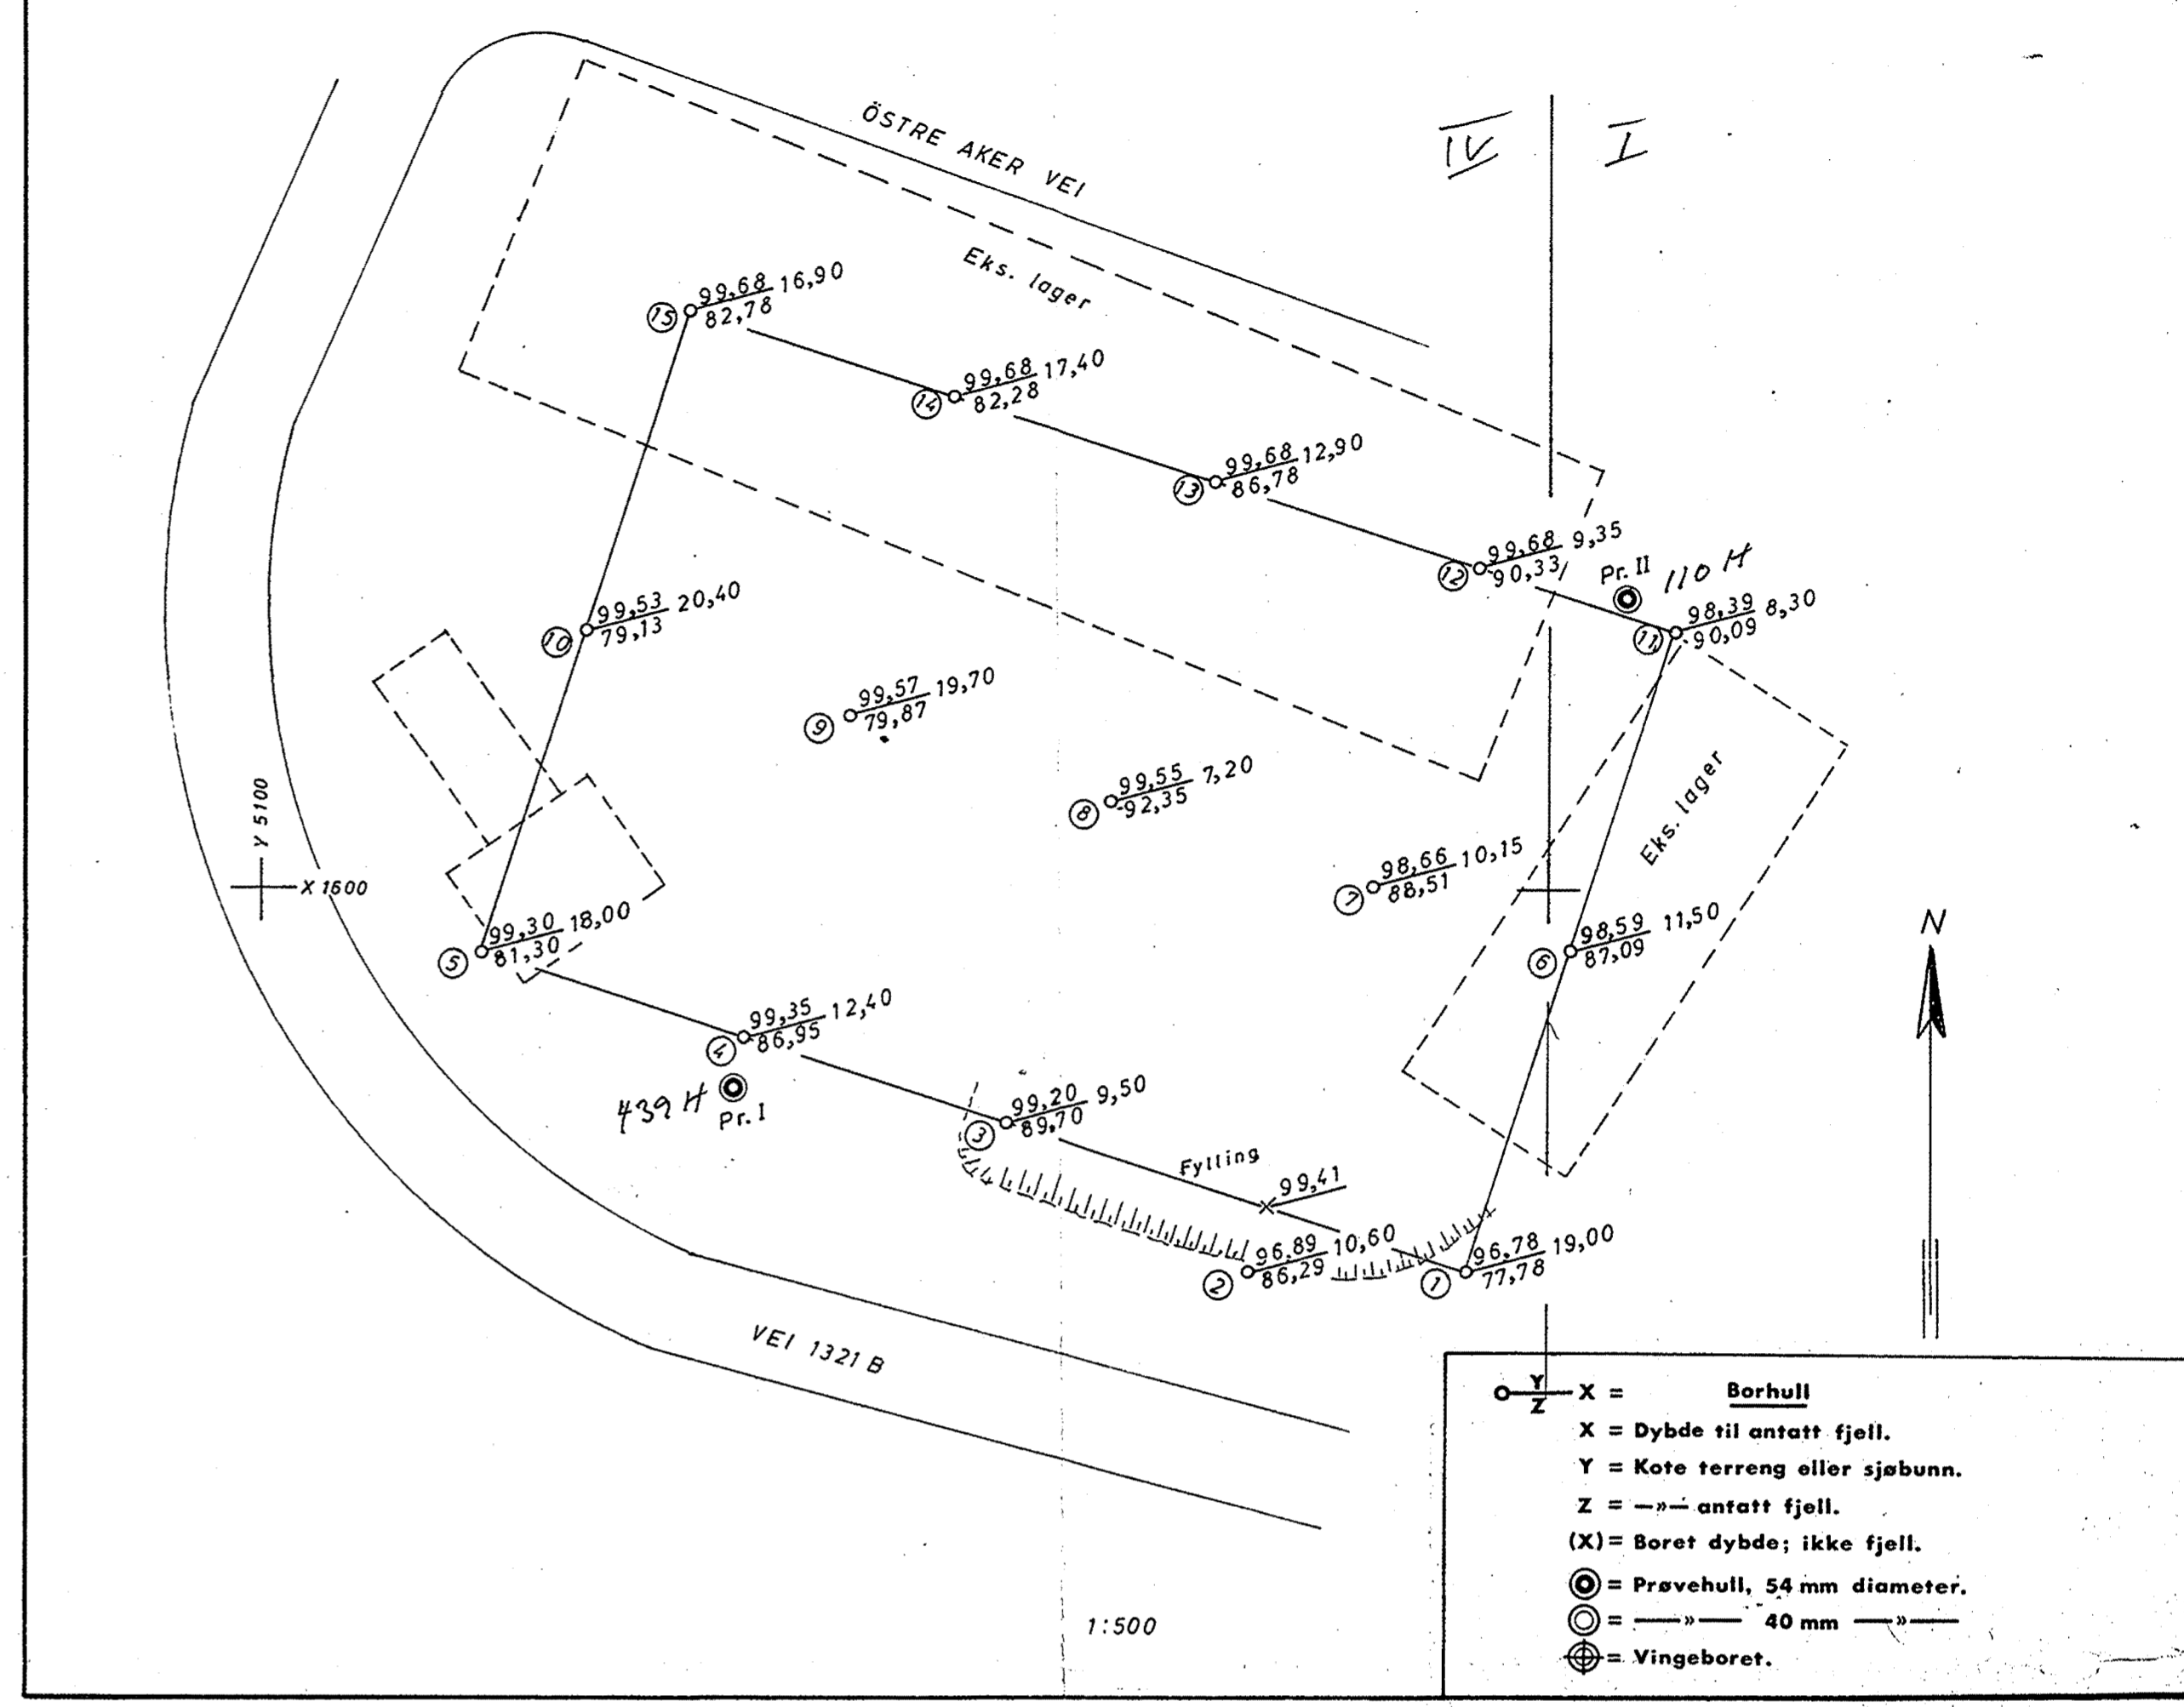 ÖSTRE AKER VEI
IV I
Eks. lager
15 99,68 16,90
82,78
14 99,68 17,40
82,28
13 99,68 12,90
86,78
12 99,68 9,35
90,33
Pr. II 110 H
11 98,39 8,30
90,09
10 99,53 20,40
79,13
9 99,57 19,70
79,87
8 99,55 7,20
92,35
7 98,66 10,15
88,51
Eks. lager
Y 5100
X 1600
6 98,59 11,50
87,09
N
5 99,30 18,00
81,30
4 99,35 12,40
86,95
439 H Pr. I
3 99,20 9,50
89,70
Fylling
99,41
2 96,89 10,60
86,29
1 96,78 19,00
77,78
VEI 1321 B
Y X = Borhull
Z
X = Dybde til antatt fjell.
Y = Kote terreng eller sjøbunn.
Z = —»— antatt fjell.
(X) = Boret dybde; ikke fjell.
= Prøvehull, 54 mm diameter.
= —»— 40 mm —»—
= Vingeboret.
1:500